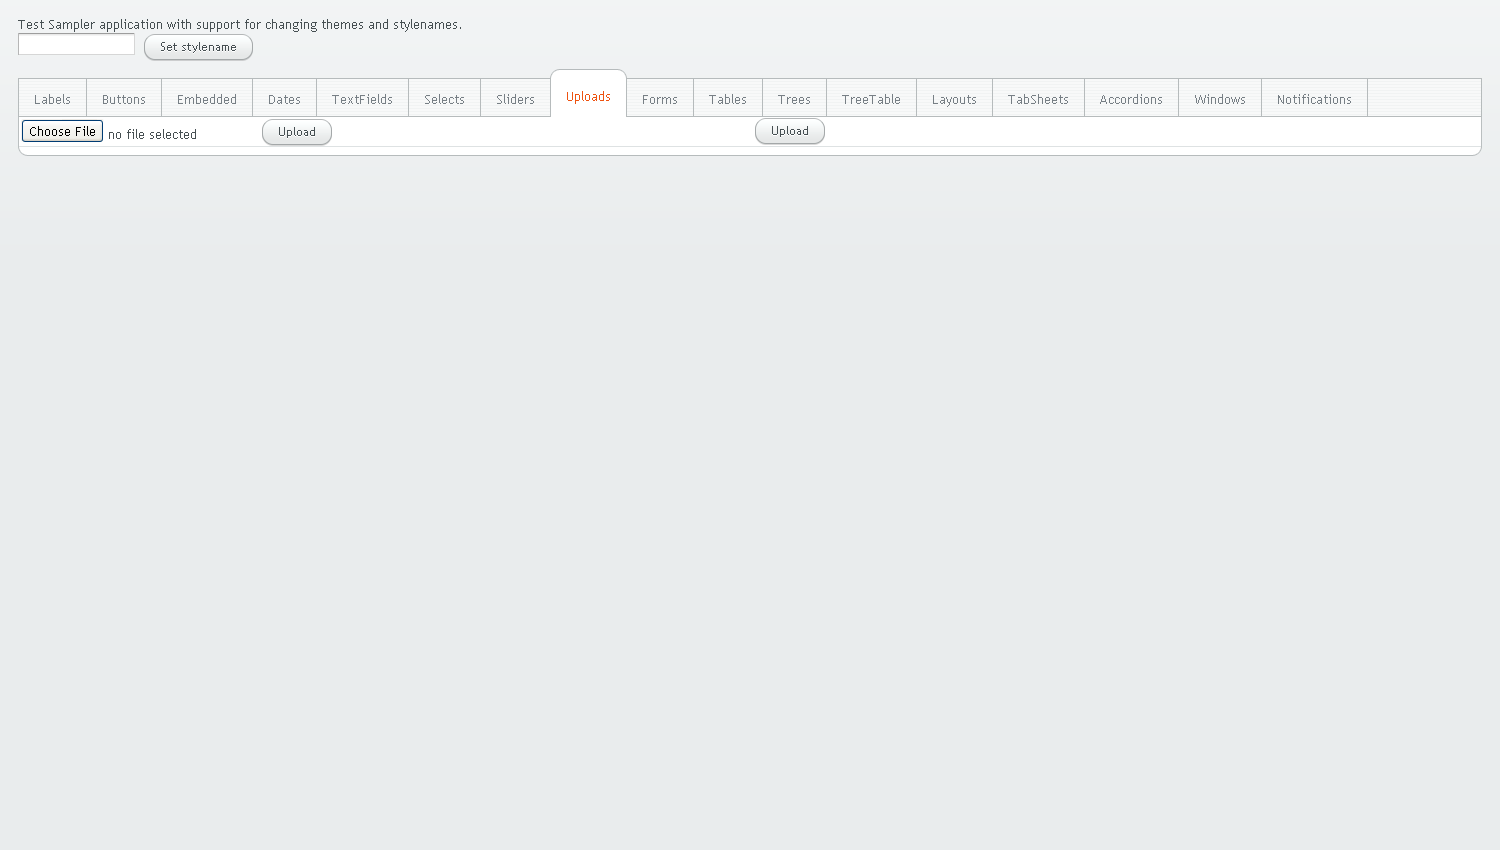 Test Sampler application with support for changing themes and stylenames.
Set stylename
Labels Buttons Embedded Dates TextFields Selects Sliders Uploads Forms Tables Trees TreeTable Layouts TabSheets Accordions Windows Notifications
Choose File no file selected Upload Upload